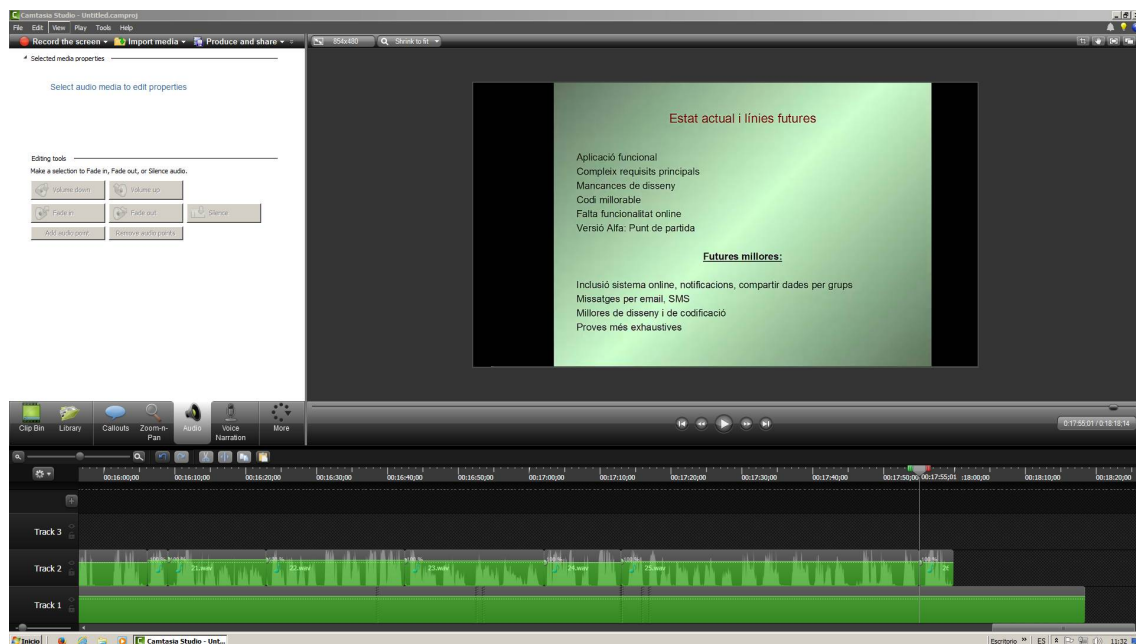 Camtasia Studio - Untitled.camproj
File Edit View Play Tools Help
Record the screen Import media Produce and share 854x480 Shrink to fit
Selected media properties
Select audio media to edit properties
Editing tools
Make a selection to Fade in, Fade out, or Silence audio.
Volume down Volume up
Fade in Fade out Silence
Add audio point Remove audio points
Estat actual i línies futures
Aplicació funcional
Compleix requisits principals
Mancances de disseny
Codi millorable
Falta funcionalitat online
Versió Alfa: Punt de partida
Futures millores:
Inclusió sistema online, notificacions, compartir dades per grups
Missatges per email, SMS
Millores de disseny i de codificació
Proves més exhaustives
Clip Bin Library Callouts Zoom-n-Pan Audio Voice Narration More
0:17:55;01 / 0:18:18;14
00:16:00;00 00:16:10;00 00:16:20;00 00:16:30;00 00:16:40;00 00:16:50;00 00:17:00;00 00:17:10;00 00:17:20;00 00:17:30;00 00:17:40;00 00:17:50;00 00:17:55;01 :18:00;00 00:18:10;00 00:18:20;00
Track 3
Track 2 21.wav 22.wav 23.wav 24.wav 25.wav
Track 1
Inicio Camtasia Studio - Unt... Escritorio ES 11:32